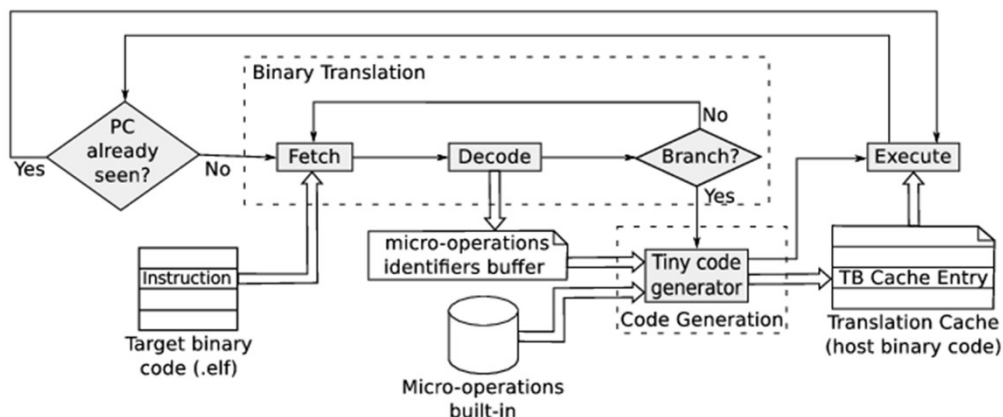 Binary Translation
No
PC
already
seen?
Fetch
Decode
Branch?
Execute
Yes
No
Yes
micro-operations
identifiers buffer
Tiny code
generator
Instruction
TB Cache Entry
Code Generation
Translation Cache
(host binary code)
Target binary
code (.elf)
Micro-operations
built-in